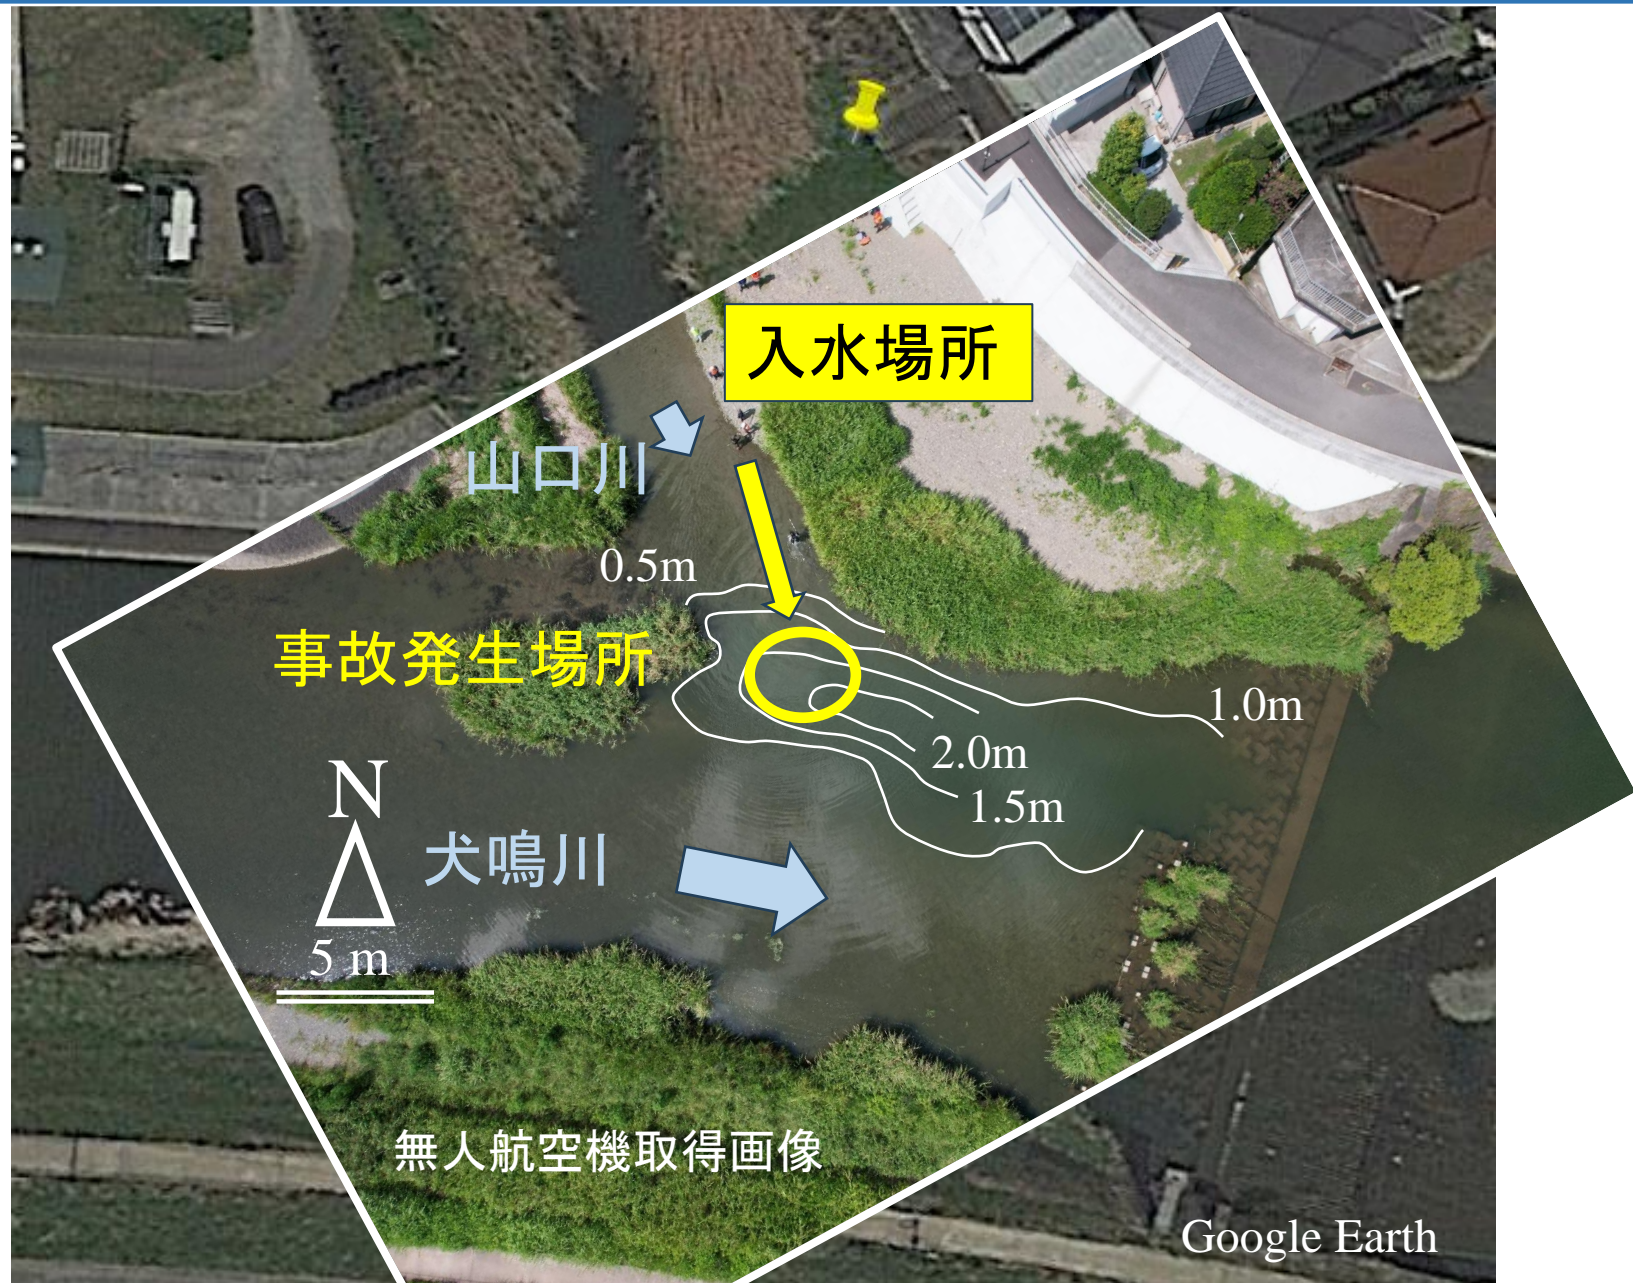 入水場所
山口川
0.5m
事故発生場所
1.0m
2.0m
1.5m
N
犬鳴川
5 m
無人航空機取得画像
Google Earth